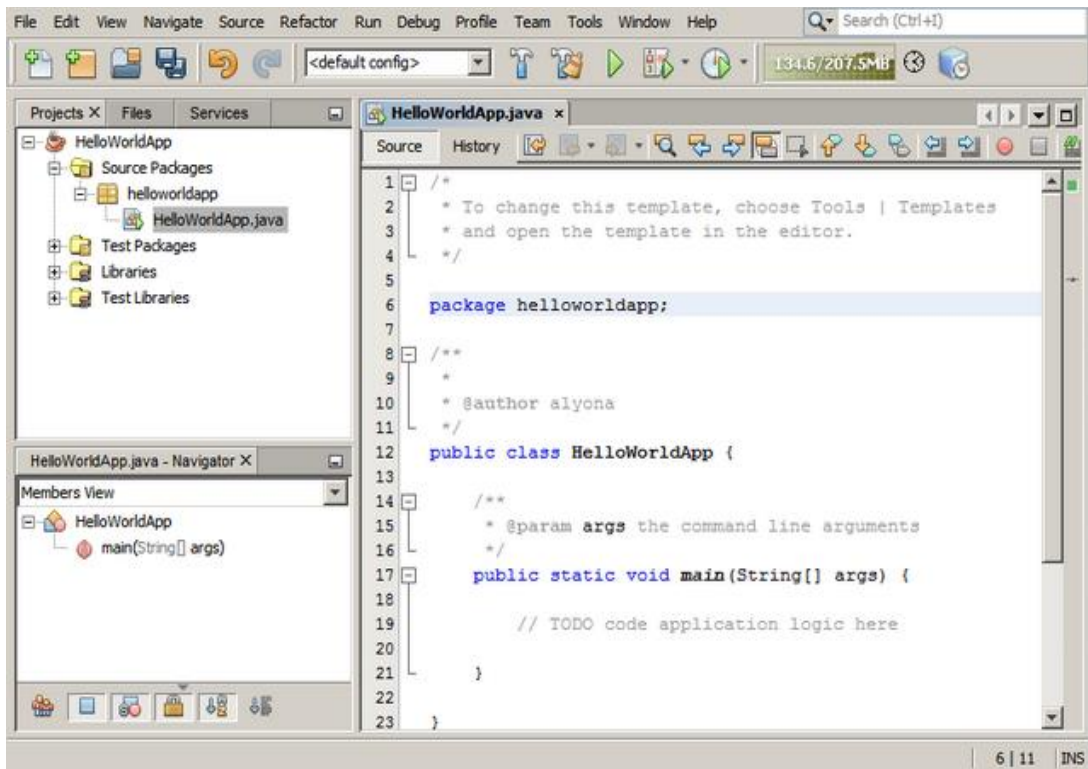 File Edit View Navigate Source Refactor Run Debug Profile Team Tools Window Help Search (Ctrl+I)
<default config> 134.6/207.5MB
Projects X Files Services
HelloWorldApp
Source Packages
helloworldapp
HelloWorldApp.java
Test Packages
Libraries
Test Libraries
HelloWorldApp.java - Navigator X
Members View
HelloWorldApp
main(String[] args)
HelloWorldApp.java x
Source History
1 /*
2 * To change this template, choose Tools | Templates
3 * and open the template in the editor.
4 */
5
6 package helloworldapp;
7
8 /**
9 *
10 * @author alyona
11 */
12 public class HelloWorldApp {
13
14 /**
15 * @param args the command line arguments
16 */
17 public static void main(String[] args) {
18
19 // TODO code application logic here
20
21 }
22
23 }
6 | 11 INS